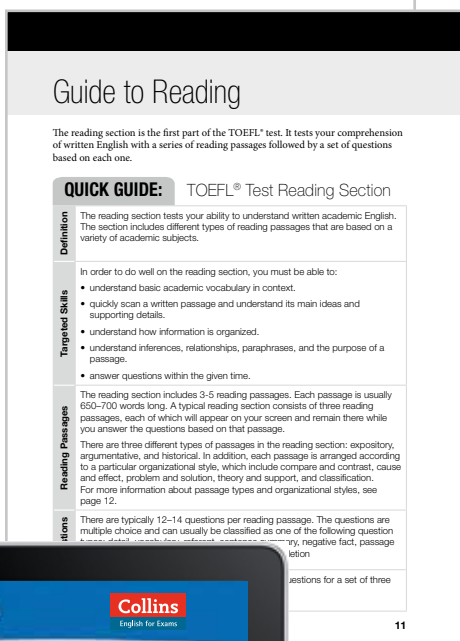 Guide to Reading
The reading section is the first part of the TOEFL® test. It tests your comprehension
of written English with a series of reading passages followed by a set of questions
based on each one.
QUICK GUIDE: TOEFL® Test Reading Section
Definition
The reading section tests your ability to understand written academic English.
The section includes different types of reading passages that are based on a
variety of academic subjects.
Targeted Skills
In order to do well on the reading section, you must be able to:
• understand basic academic vocabulary in context.
• quickly scan a written passage and understand its main ideas and
supporting details.
• understand how information is organized.
• understand inferences, relationships, paraphrases, and the purpose of a
passage.
• answer questions within the given time.
Reading Passages
The reading section includes 3-5 reading passages. Each passage is usually
650–700 words long. A typical reading section consists of three reading
passages, each of which will appear on your screen and remain there while
you answer the questions based on that passage.
There are three different types of passages in the reading section: expository,
argumentative, and historical. In addition, each passage is arranged according
to a particular organizational style, which include compare and contrast, cause
and effect, problem and solution, theory and support, and classification.
For more information about passage types and organizational styles, see
page 12.
There are typically 12–14 questions per reading passage. The questions are
multiple choice and can usually be classified as one of the following question
negative fact, passage
uestions for a set of three
Collins
English for Exams
11